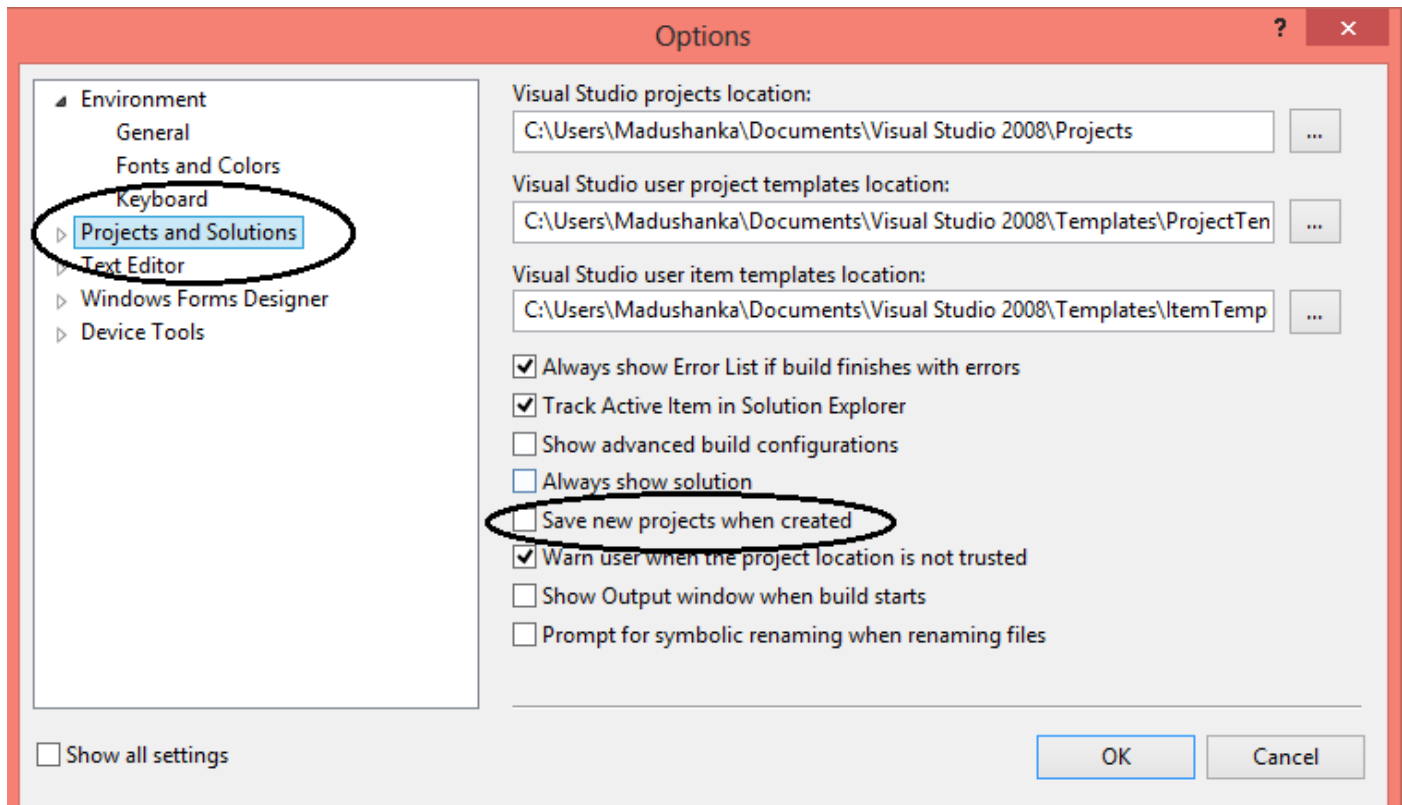 Options
?
Environment
General
Fonts and Colors
Keyboard
Projects and Solutions
Text Editor
Windows Forms Designer
Device Tools
Visual Studio projects location:
C:\Users\Madushanka\Documents\Visual Studio 2008\Projects
...
Visual Studio user project templates location:
C:\Users\Madushanka\Documents\Visual Studio 2008\Templates\ProjectTen
...
Visual Studio user item templates location:
C:\Users\Madushanka\Documents\Visual Studio 2008\Templates\ItemTemp
...
Always show Error List if build finishes with errors
Track Active Item in Solution Explorer
Show advanced build configurations
Always show solution
Save new projects when created
Warn user when the project location is not trusted
Show Output window when build starts
Prompt for symbolic renaming when renaming files
Show all settings
OK
Cancel